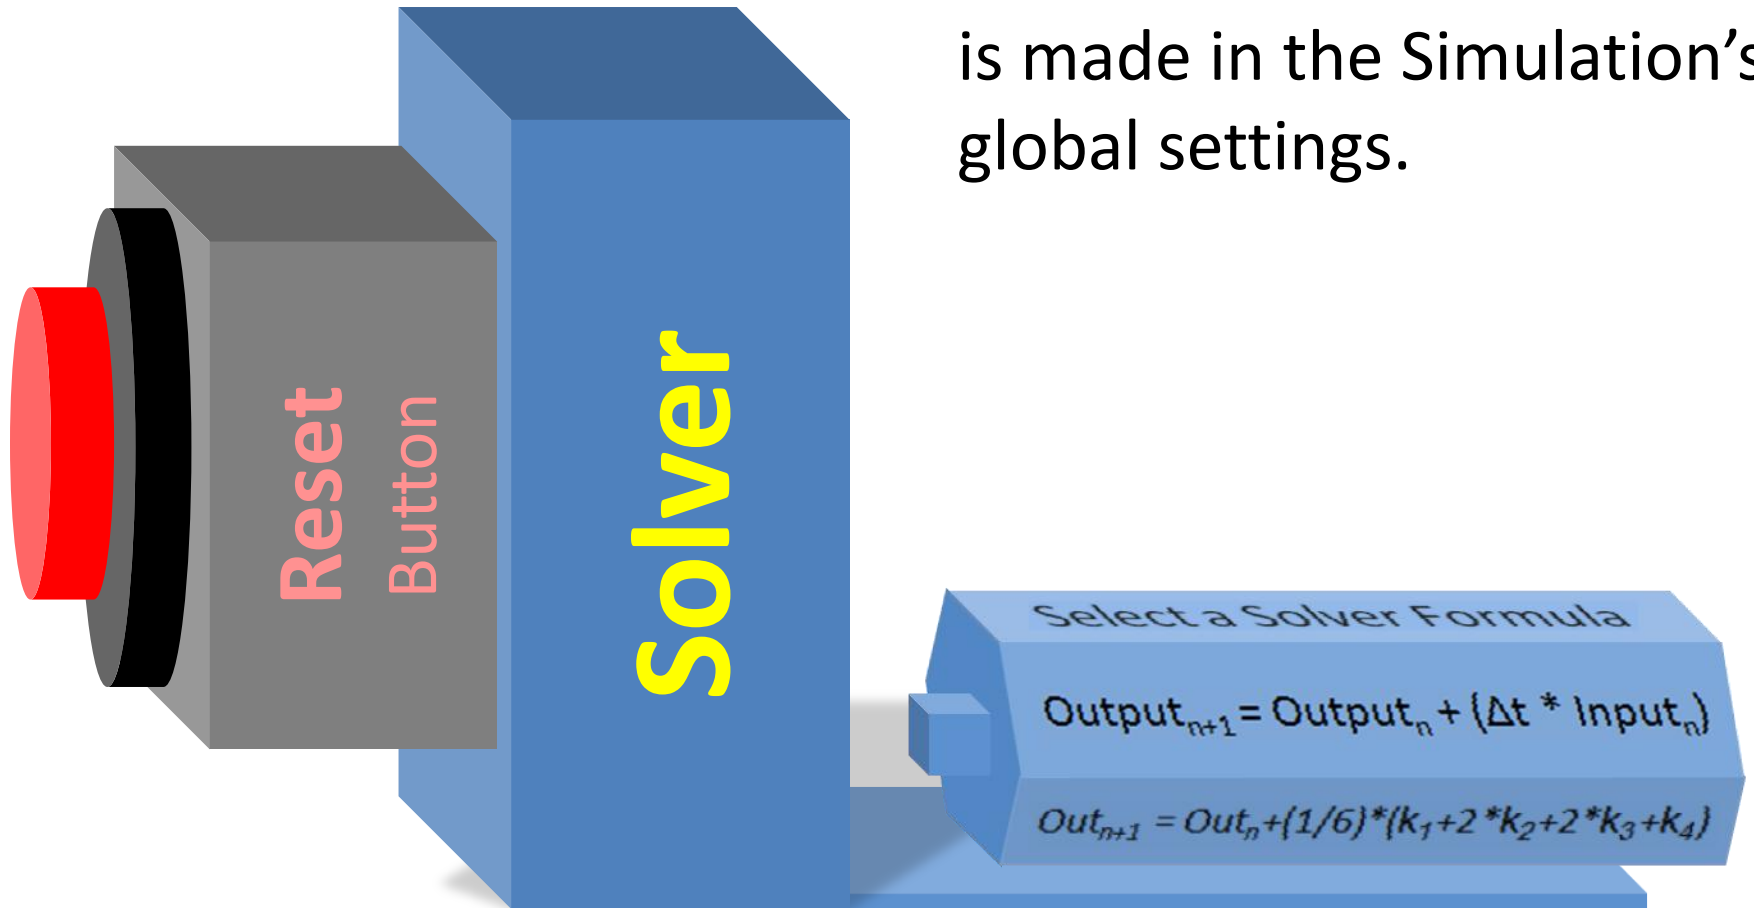 is made in the Simulation’s
global settings.
Reset
Button
Solver
Select a Solver Formula
Outputₙ₊₁ = Outputₙ + (Δt * Inputₙ)
Outₙ₊₁ = Outₙ+(1/6)*(k₁+2*k₂+2*k₃+k₄)